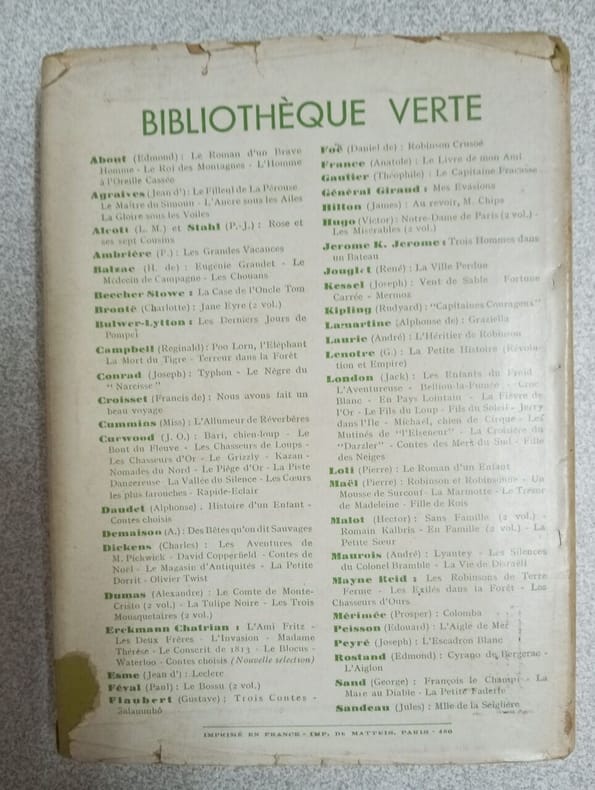 BIBLIOTHÈQUE VERTE
About (Edmond) : Le Roman d'un Brave
Homme - Le Roi des Montagnes - L'Homme
à l'Oreille Cassée
Agraives (Jean d') : Le Filleul de La Pérouse
Le Maître du Simoun - L'Aucre sous les Ailes
La Gloire sous les Voiles
Alcott (L. M.) et Stahl (P.-J.) : Rose et
ses sept Cousins
Ambrière (F.) : Les Grandes Vacances
Balzac (H. de) : Eugénie Grandet - Le
Médecin de Campagne - Les Chouans
Beecher Stowe : La Case de l'Oncle Tom
Brontë (Charlotte) : Jane Eyre (2 vol.)
Bulwer-Lytton : Les Derniers Jours de
Pompéi
Campbell (Reginald) : Poo Lorn, l'Eléphant
La Mort du Tigre - Terreur dans la Forêt
Conrad (Joseph) : Typhon - Le Nègre du
" Narcisse "
Croisset (Francis de) : Nous avons fait un
beau voyage
Cummins (Miss) : L'Allumeur de Réverbères
Curwood (J. O.) : Bari, chien-loup - Le
Bout du Fleuve - Les Chasseurs de Loups -
Les Chasseurs d'Or - Le Grizzly - Kazan -
Nomades du Nord - Le Piège d'Or - La Piste
Dangereuse - La Vallée du Silence - Les Cœurs
les plus farouches - Rapide-Eclair
Daudet (Alphonse) . Histoire d'un Enfant -
Contes choisis
Demaison (A.) : Des Bêtes qu'on dit Sauvages
Dickens (Charles) : Les Aventures de
M. Pickwick - David Copperfield - Contes de
Noël - Le Magasin d'Antiquités - La Petite
Dorrit - Olivier Twist
Dumas (Alexandre) : Le Comte de Monte-
Cristo (2 vol.) - La Tulipe Noire - Les Trois
Mousquetaires (2 vol.)
Erckmann Chatrian : L'Ami Fritz -
Les Deux Frères - L'Invasion - Madame
Thérèse - Le Conscrit de 1813 - Le Blocus -
Waterloo - Contes choisis (Nouvelle sélection)
Esme (Jean d') : Leclerc
Féval (Paul) : Le Bossu (2 vol.)
Flaubert (Gustave) : Trois Contes -
Salammbô
Foë (Daniel de) : Robinson Crusoé
France (Anatole) : Le Livre de mon Ami
Gautier (Théophile) : Le Capitaine Fracasse
Général Giraud : Mes Evasions
Hilton (James) : Au revoir, M. Chips
Hugo (Victor) : Notre-Dame de Paris (2 vol.) -
Les Misérables (2 vol.)
Jerome K. Jerome : Trois Hommes dans
un Bateau
Jouglet (René) : La Ville Perdue
Kessel (Joseph) : Vent de Sable - Fortune
Carrée - Mermoz
Kipling (Rudyard) : "Capitaines Courageux"
Lamartine (Alphonse de) : Graziella
Laurie (André) : L'Héritier de Robinson
Lenotre (G.) : La Petite Histoire (Révolu-
tion et Empire)
London (Jack) : Les Enfants du Froid -
L'Aventureuse - Belliou-la-Fumée - Croc
Blanc - En Pays Lointain - La Fièvre de
l'Or - Le Fils du Loup - Fils du Soleil - Jerry
dans l'Ile - Michaël, chien de Cirque - Les
Mutinés de "l'Elseneur" - La Croisière du
"Dazzler" - Contes des Mers du Sud - Fille
des Neiges
Loti (Pierre) : Le Roman d'un Enfant
Maël (Pierre) : Robinson et Robinsonne - Un
Mousse de Surcouf - La Marmotte - Le Trésor
de Madeleine - Fille de Rois
Malot (Hector) : Sans Famille (2 vol.) -
Romain Kalbris - En Famille (2 vol.) - La
Petite Sœur
Maurois (André) : Lyautey - Les Silences
du Colonel Bramble - La Vie de Disraëli
Mayne Reid : Les Robinsons de Terre
Ferme - Les Exilés dans la Forêt - Les
Chasseurs d'Ours
Mérimée (Prosper) : Colomba
Peisson (Edouard) : L'Aigle de Mer
Peyré (Joseph) : L'Escadron Blanc
Rostand (Edmond) : Cyrano de Bergerac -
L'Aiglon
Sand (George) : François le Champi - La
Mare au Diable - La Petite Fadette
Sandeau (Jules) : Mlle de la Seiglière
IMPRIMÉ EN FRANCE - IMP. DE MATTEIS, PARIS - 480